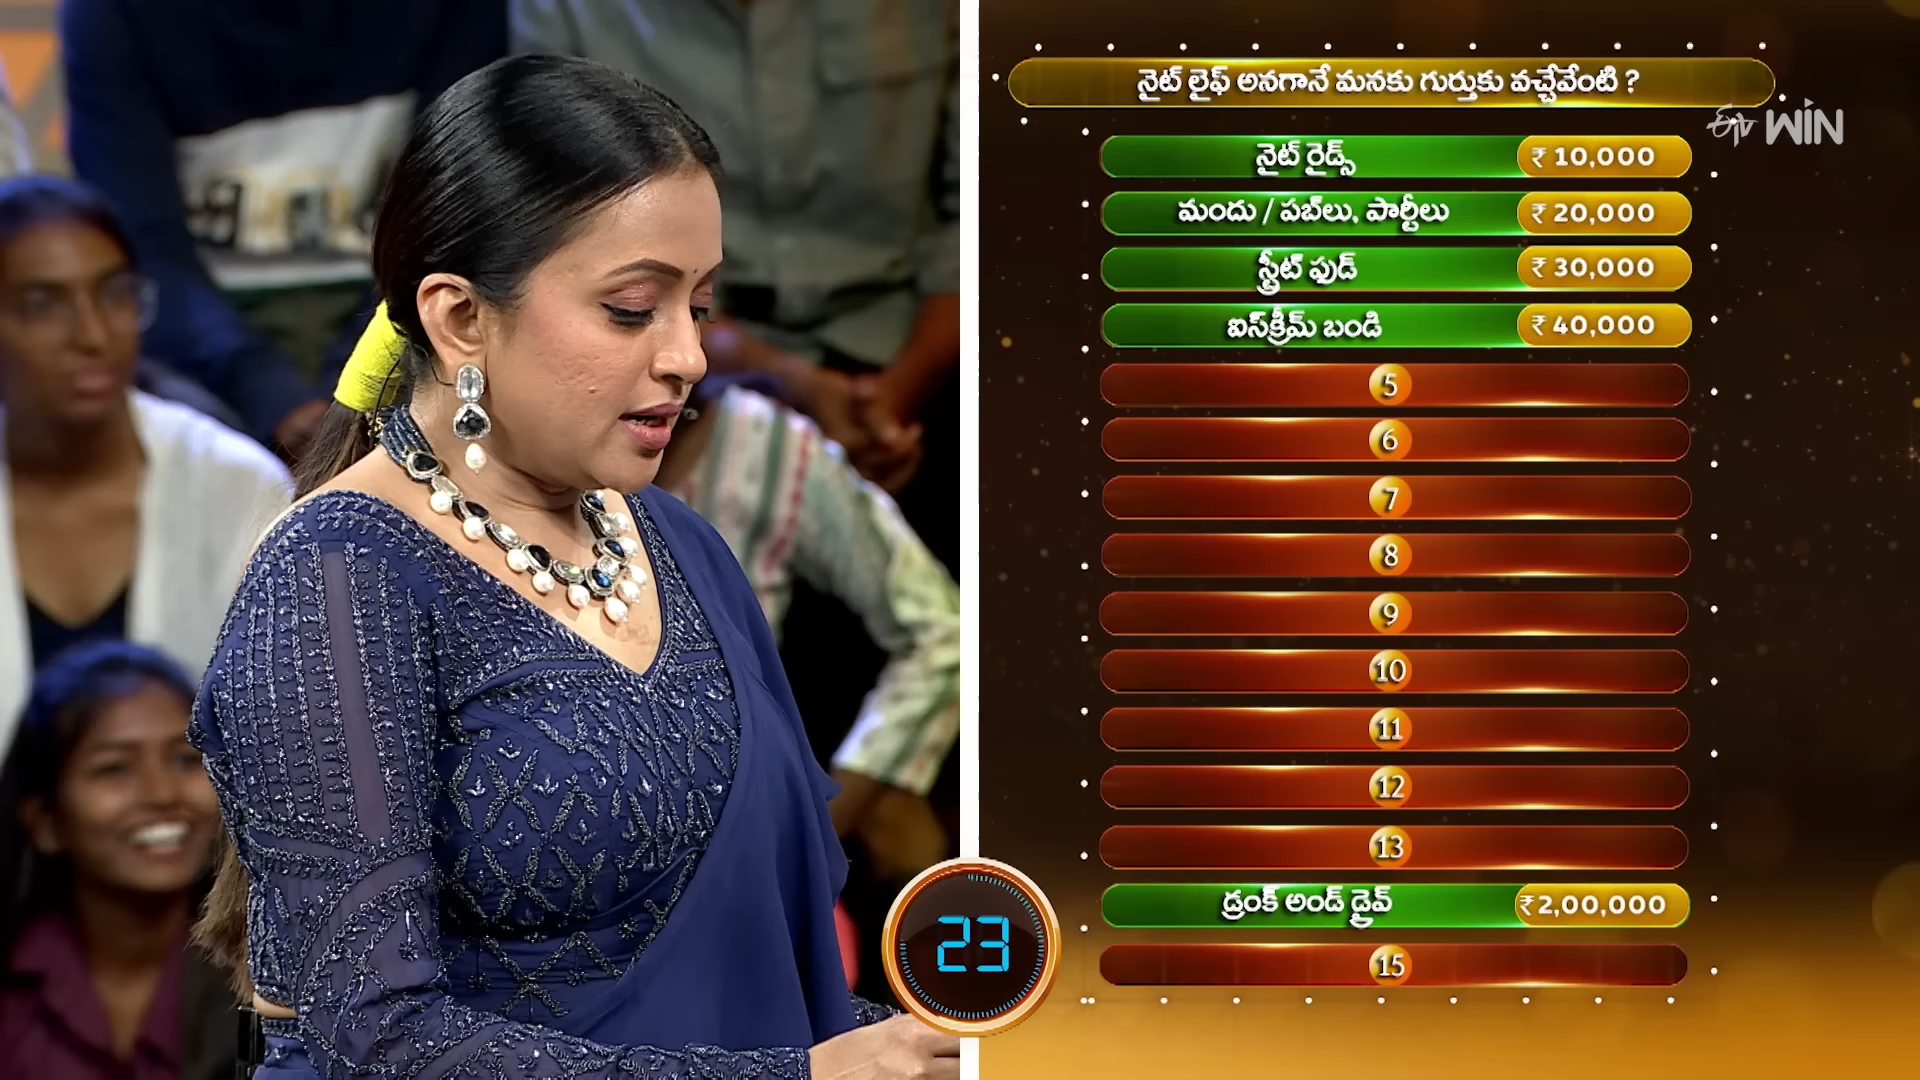 నైట్ లైఫ్ అనగానే మనకు గుర్తుకు వచ్చేవేంటి ?
ఈటీవీ WIN
నైట్ రైడ్స్ ₹ 10,000
మందు / పబ్‌లు, పార్టీలు ₹ 20,000
స్ట్రీట్ ఫుడ్ ₹ 30,000
ఐస్‌క్రీమ్ బండి ₹ 40,000
5
6
7
8
9
10
11
12
13
డ్రంక్ అండ్ డ్రైవ్ ₹ 2,00,000
15
23